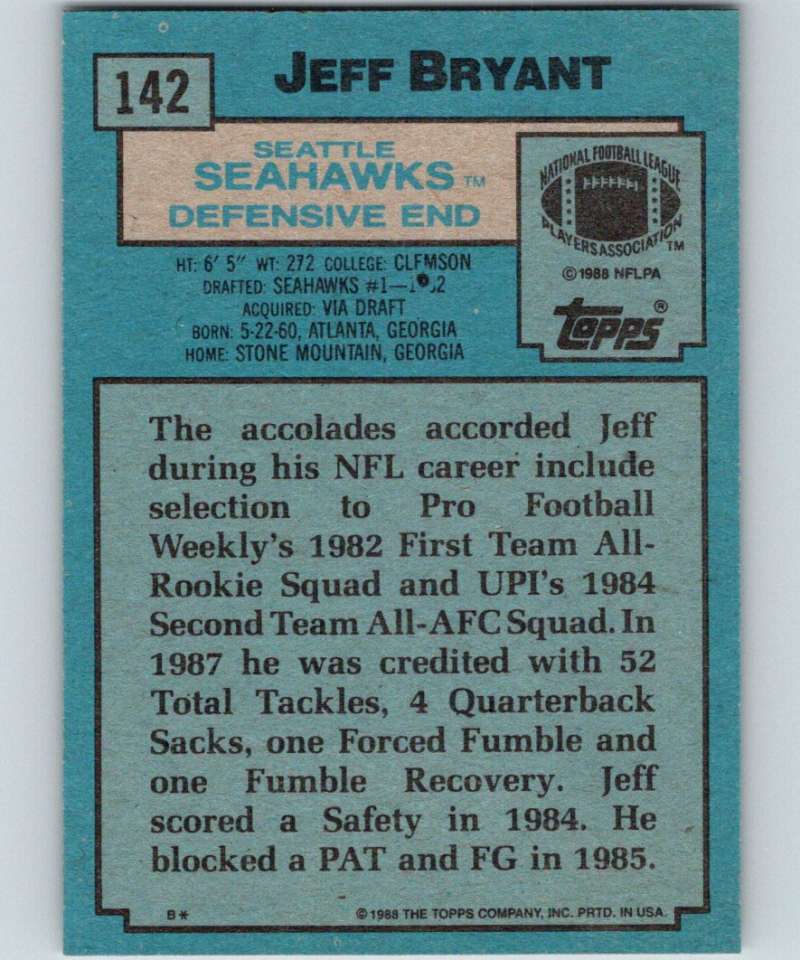 142
JEFF BRYANT
SEATTLE
SEAHAWKS TM
DEFENSIVE END
NATIONAL FOOTBALL LEAGUE
PLAYERS ASSOCIATION TM
© 1988 NFLPA
TOPPS®
HT: 6' 5" WT: 272 COLLEGE: CLEMSON
DRAFTED: SEAHAWKS #1—
ACQUIRED: VIA DRAFT
BORN: 5-22-60, ATLANTA, GEORGIA
HOME: STONE MOUNTAIN, GEORGIA
The accolades accorded Jeff
during his NFL career include
selection to Pro Football
Weekly's 1982 First Team All-
Rookie Squad and UPI's 1984
Second Team All-AFC Squad. In
1987 he was credited with 52
Total Tackles, 4 Quarterback
Sacks, one Forced Fumble and
one Fumble Recovery. Jeff
scored a Safety in 1984. He
blocked a PAT and FG in 1985.
B* © 1988 THE TOPPS COMPANY, INC. PRTD. IN USA.